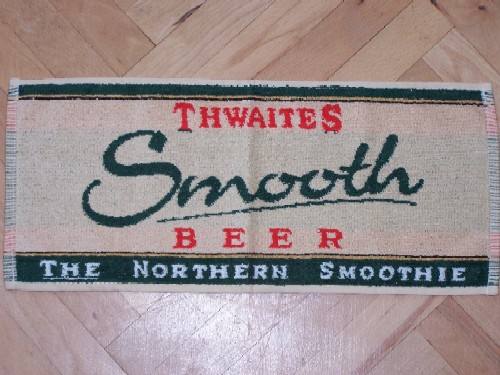 THWAITES
Smooth
BEER
THE NORTHERN SMOOTHIE